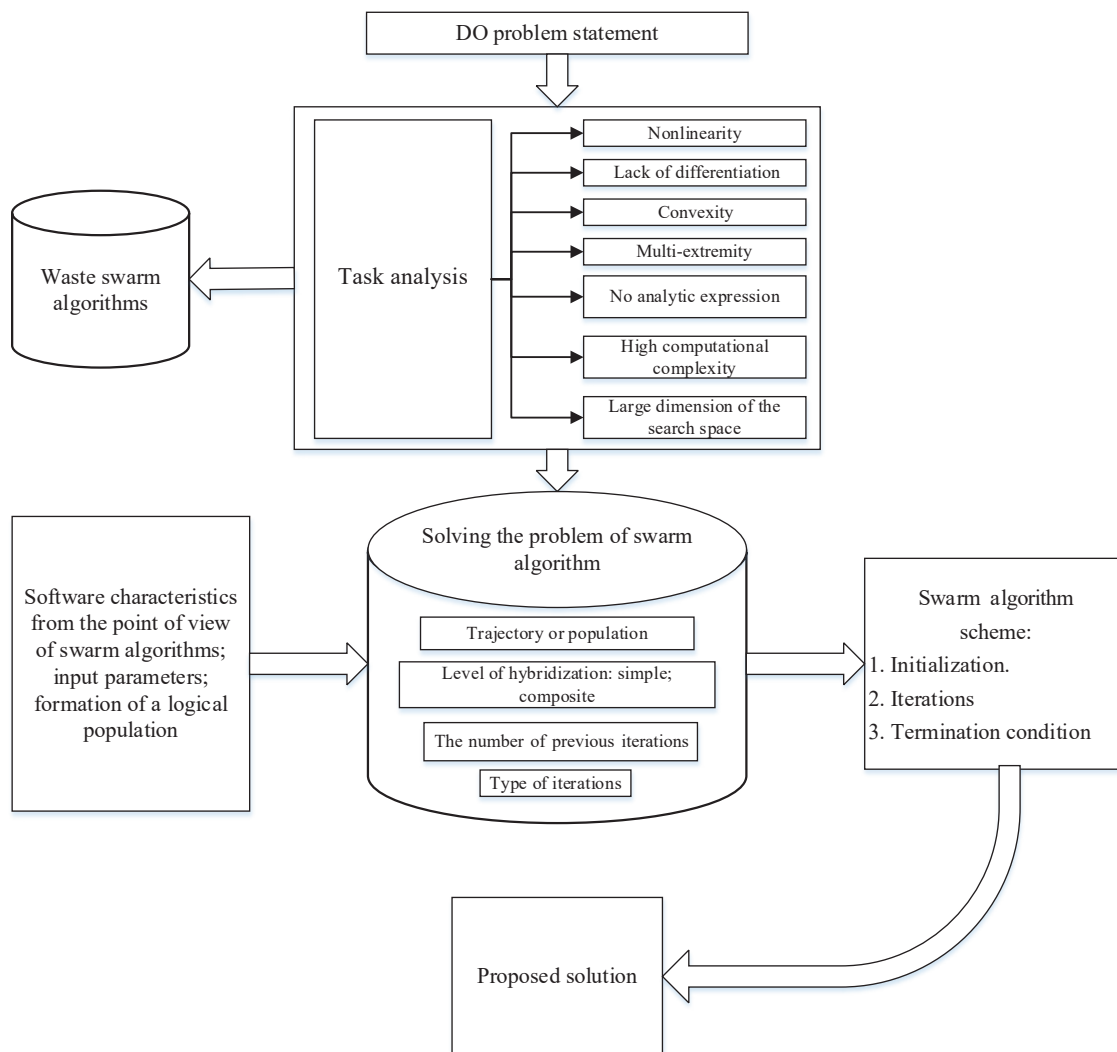 DO problem statement
Task analysis
Nonlinearity
Lack of differentiation
Convexity
Multi-extremity
No analytic expression
High computational
complexity
Large dimension of the
search space
Waste swarm
algorithms
Software characteristics
from the point of view
of swarm algorithms;
input parameters;
formation of a logical
population
Solving the problem of swarm
algorithm
Trajectory or population
Level of hybridization: simple;
composite
The number of previous iterations
Type of iterations
Swarm algorithm
scheme:
1. Initialization.
2. Iterations
3. Termination condition
Proposed solution